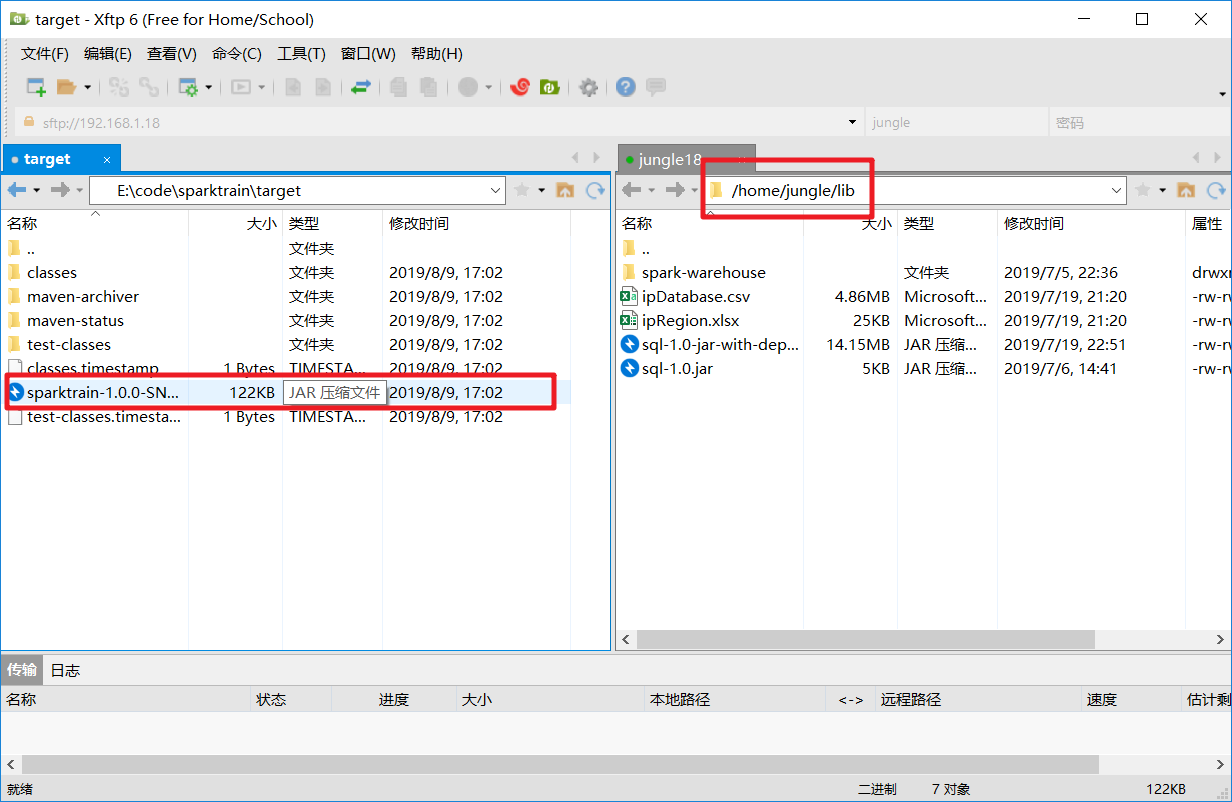 target - Xftp 6 (Free for Home/School)
文件(F) 编辑(E) 查看(V) 命令(C) 工具(T) 窗口(W) 帮助(H)
sftp://192.168.1.18 jungle 密码
target
E:\code\sparktrain\target
名称 大小 类型 修改时间
.. 文件夹
classes 文件夹 2019/8/9, 17:02
maven-archiver 文件夹 2019/8/9, 17:02
maven-status 文件夹 2019/8/9, 17:02
test-classes 文件夹 2019/8/9, 17:02
classes.timestamp 1 Bytes TIMESTA... 2019/8/9, 17:02
sparktrain-1.0.0-SN... 122KB JAR 压缩文件 2019/8/9, 17:02
test-classes.timesta... 1 Bytes TIMESTA... 2019/8/9, 17:02
jungle18
/home/jungle/lib
名称 大小 类型 修改时间 属性
..
spark-warehouse 文件夹 2019/7/5, 22:36 drwxr
ipDatabase.csv 4.86MB Microsoft... 2019/7/19, 21:20 -rw-rw
ipRegion.xlsx 25KB Microsoft... 2019/7/19, 21:20 -rw-rw
sql-1.0-jar-with-dep... 14.15MB JAR 压缩... 2019/7/19, 22:51 -rw-rw
sql-1.0.jar 5KB JAR 压缩... 2019/7/6, 14:41 -rw-rw
传输 日志
名称 状态 进度 大小 本地路径 <-> 远程路径 速度 估计剩
就绪 二进制 7 对象 122KB